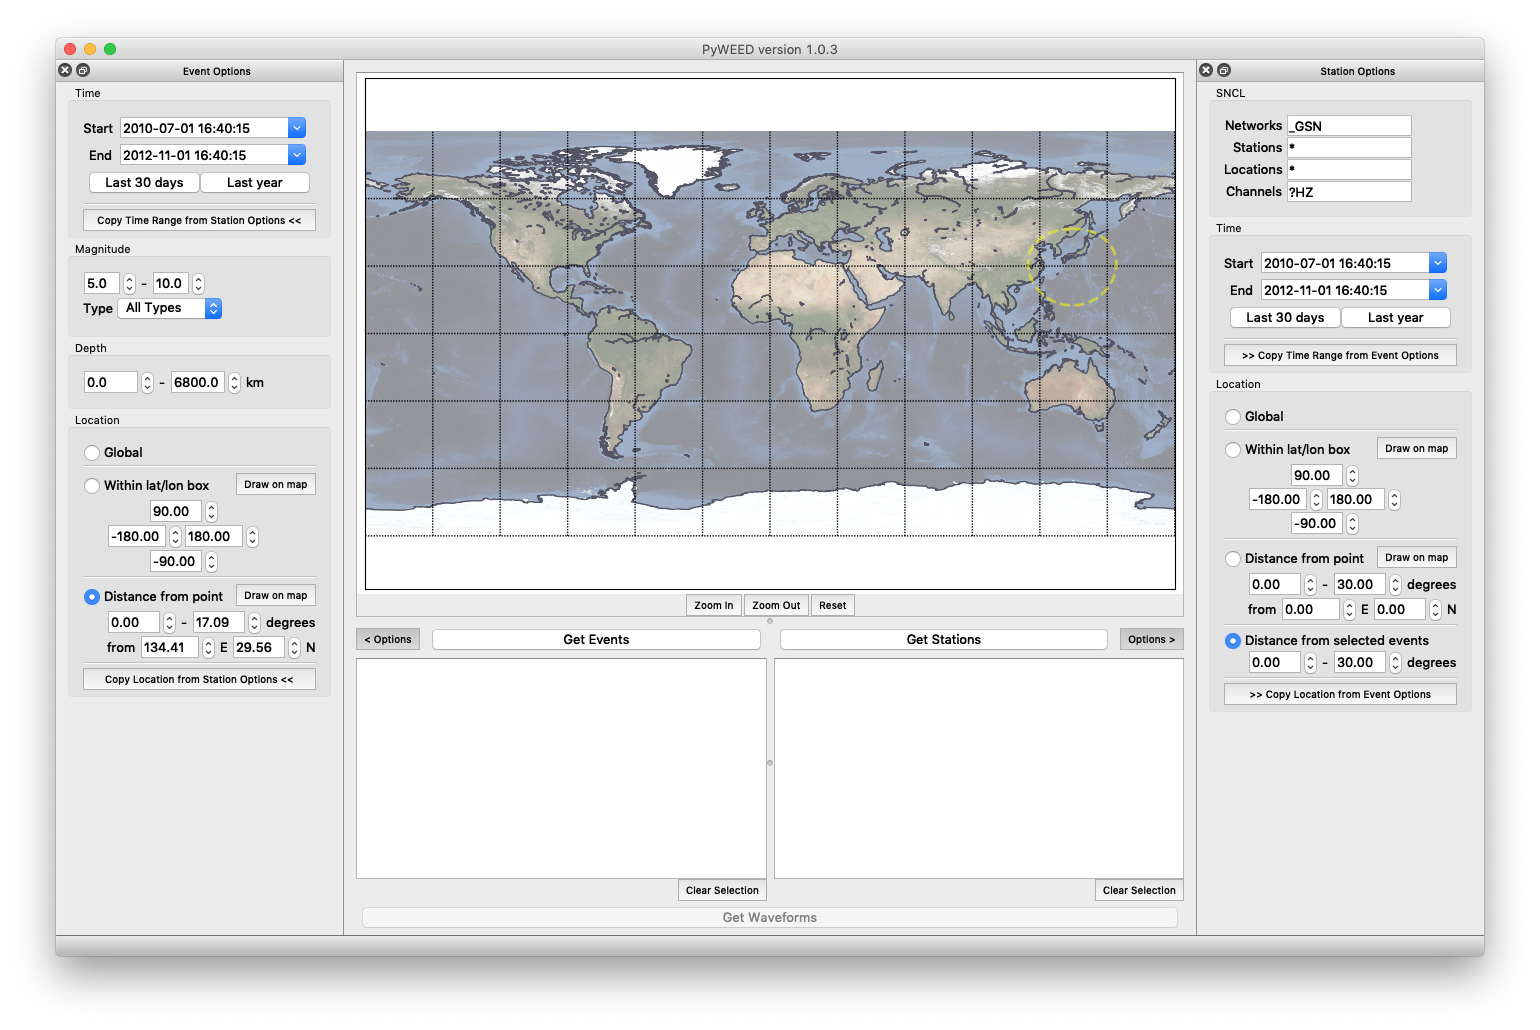 PyWEED version 1.0.3
Event Options
Time
Start 2010-07-01 16:40:15
End 2012-11-01 16:40:15
Last 30 days Last year
Copy Time Range from Station Options <<
Magnitude
5.0 - 10.0
Type All Types
Depth
0.0 - 6800.0 km
Location
Global
Within lat/lon box Draw on map
90.00
-180.00 180.00
-90.00
Distance from point Draw on map
0.00 - 17.09 degrees
from 134.41 E 29.56 N
Copy Location from Station Options <<
Zoom In Zoom Out Reset
< Options Get Events Get Stations Options >
Clear Selection Clear Selection
Get Waveforms
Station Options
SNCL
Networks _GSN
Stations *
Locations *
Channels ?HZ
Time
Start 2010-07-01 16:40:15
End 2012-11-01 16:40:15
Last 30 days Last year
>> Copy Time Range from Event Options
Location
Global
Within lat/lon box Draw on map
90.00
-180.00 180.00
-90.00
Distance from point Draw on map
0.00 - 30.00 degrees
from 0.00 E 0.00 N
Distance from selected events
0.00 - 30.00 degrees
>> Copy Location from Event Options